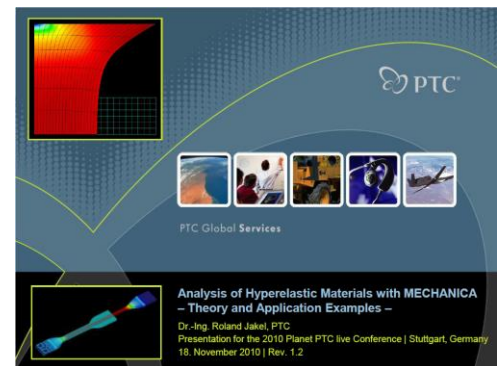 PTC®
PTC Global Services
Analysis of Hyperelastic Materials with MECHANICA
– Theory and Application Examples –
Dr.-Ing. Roland Jakel, PTC
Presentation for the 2010 Planet PTC live Conference | Stuttgart, Germany
18. November 2010 | Rev. 1.2